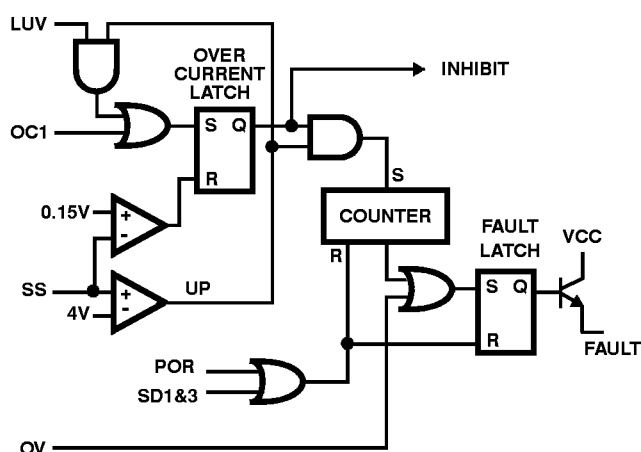 LUV
OVER
CURRENT
LATCH
INHIBIT
S Q
OC1
R
S
0.15V
+
-
COUNTER
FAULT
LATCH
VCC
R
SS
+
-
UP
4V
S Q
R
FAULT
POR
SD1&3
OV